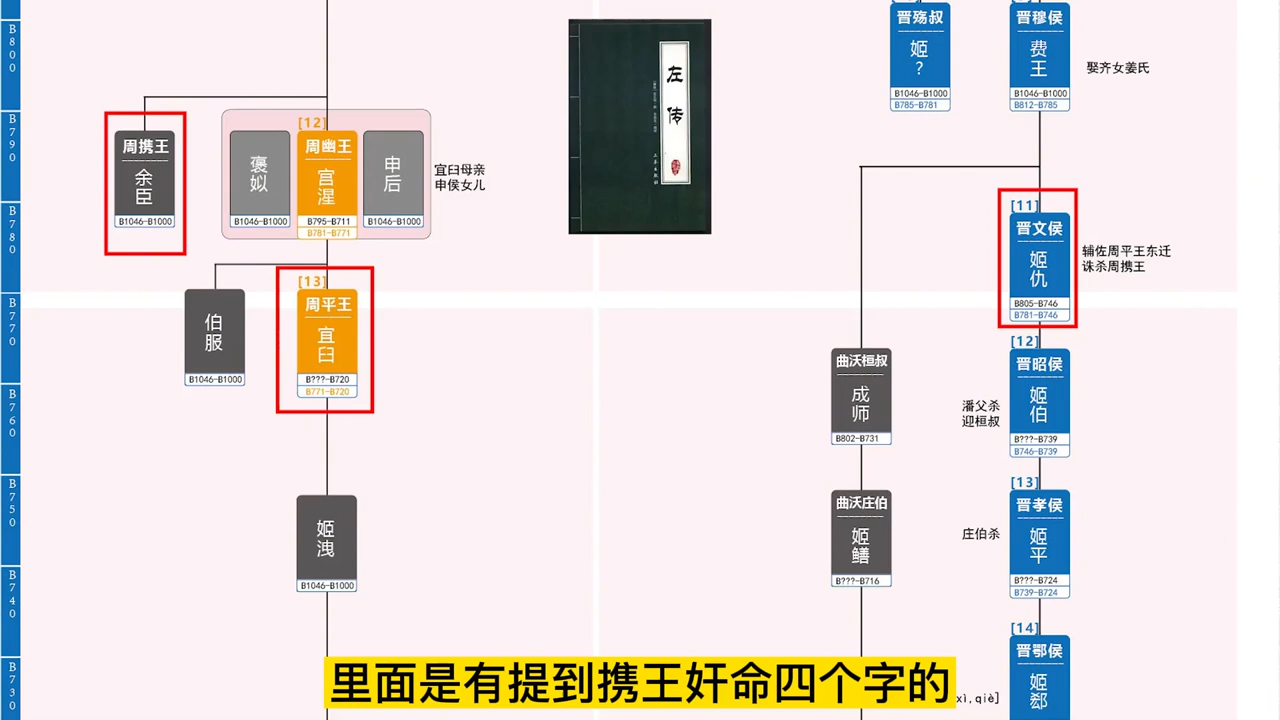 B800
B790
B780
B770
B760
B750
B740
B730
周携王
余臣
B1046-B1000
褒姒
B1046-B1000
[12]
周幽王
宫湦
B795-B711
B781-B771
申后
B1046-B1000
宜臼母亲
申侯女儿
伯服
B1046-B1000
[13]
周平王
宜臼
B???-B720
B771-B720
姬洩
B1046-B1000
左传
晋殇叔
姬?
B1046-B1000
B785-B781
晋穆侯
费王
B1046-B1000
B812-B785
娶齐女姜氏
[11]
晋文侯
姬仇
B805-B746
B781-B746
辅佐周平王东迁
诛杀周携王
曲沃桓叔
成师
B802-B731
[12]
晋昭侯
姬伯
B???-B739
B746-B739
潘父杀
迎桓叔
曲沃庄伯
姬鳝
B???-B716
[13]
晋孝侯
姬平
B???-B724
B739-B724
庄伯杀
[14]
晋鄂侯
姬郄
xì,qiè]
里面是有提到携王奸命四个字的